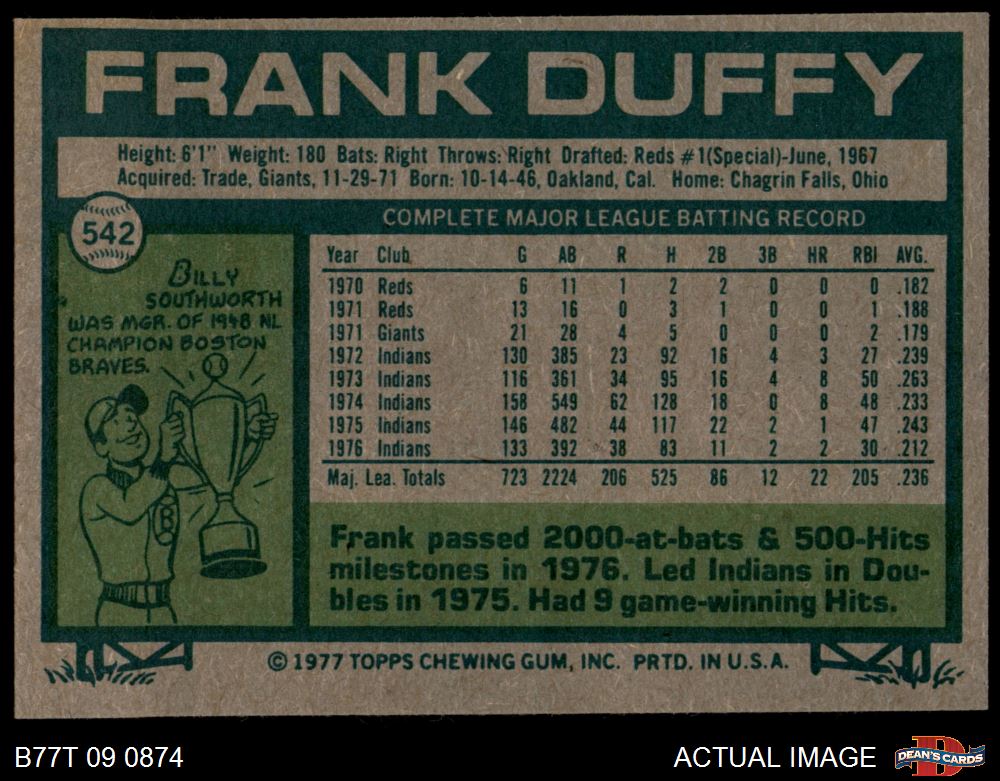 FRANK DUFFY
Height: 6'1" Weight: 180 Bats: Right Throws: Right Drafted: Reds #1(Special)-June, 1967
Acquired: Trade, Giants, 11-29-71 Born: 10-14-46, Oakland, Cal. Home: Chagrin Falls, Ohio
542
COMPLETE MAJOR LEAGUE BATTING RECORD
BILLY
SOUTHWORTH
WAS MGR. OF 1948 NL
CHAMPION BOSTON
BRAVES.
B
Year Club G AB R H 2B 3B HR RBI AVG.
1970 Reds 6 11 1 2 2 0 0 0 .182
1971 Reds 13 16 0 3 1 0 0 1 .188
1971 Giants 21 28 4 5 0 0 0 2 .179
1972 Indians 130 385 23 92 16 4 3 27 .239
1973 Indians 116 361 34 95 16 4 8 50 .263
1974 Indians 158 549 62 128 18 0 8 48 .233
1975 Indians 146 482 44 117 22 2 1 47 .243
1976 Indians 133 392 38 83 11 2 2 30 .212
Maj. Lea. Totals 723 2224 206 525 86 12 22 205 .236
Frank passed 2000-at-bats & 500-Hits
milestones in 1976. Led Indians in Dou-
bles in 1975. Had 9 game-winning Hits.
© 1977 TOPPS CHEWING GUM, INC. PRTD. IN U.S.A.
B77T 09 0874
ACTUAL IMAGE
D
DEAN'S CARDS